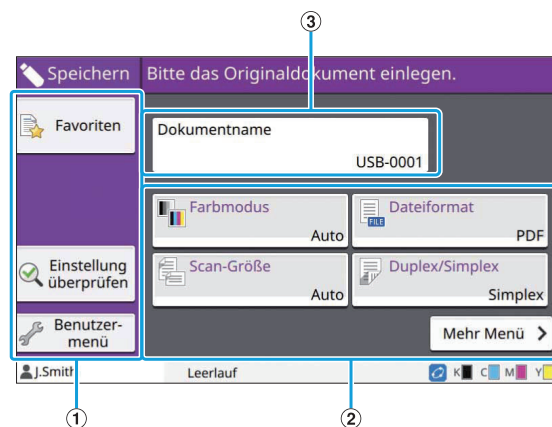 ③
Speichern
Bitte das Originaldokument einlegen.
Favoriten
Dokumentname
USB-0001
Farbmodus
Auto
Dateiformat
FILE
PDF
Einstellung
überprüfen
Scan-Größe
Auto
Duplex/Simplex
Simplex
Benutzer-
menü
Mehr Menü
J.Smith
Leerlauf
K C M Y
① ②